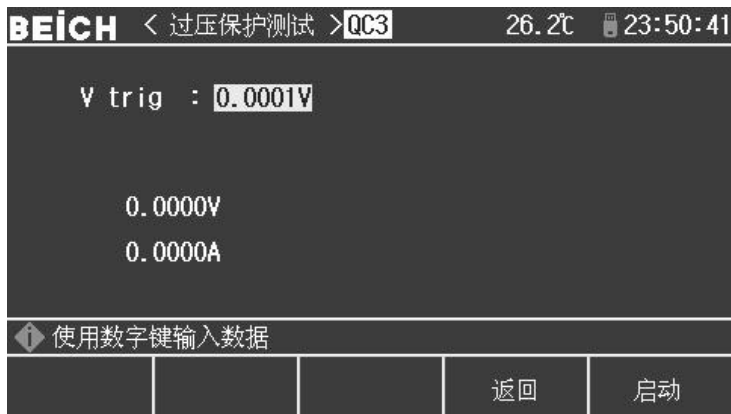 BEICH < 过压保护测试 >QC3 26.2℃ 23:50:41
V trig : 0.0001V
0.0000V
0.0000A
使用数字键输入数据
返回 启动